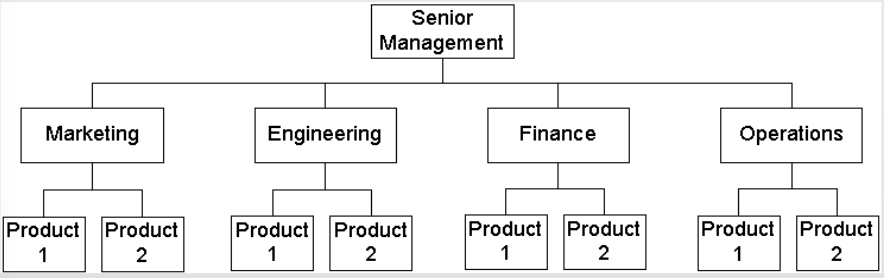 Senior
Management
Marketing
Engineering
Finance
Operations
Product
1
Product
2
Product
1
Product
2
Product
1
Product
2
Product
1
Product
2